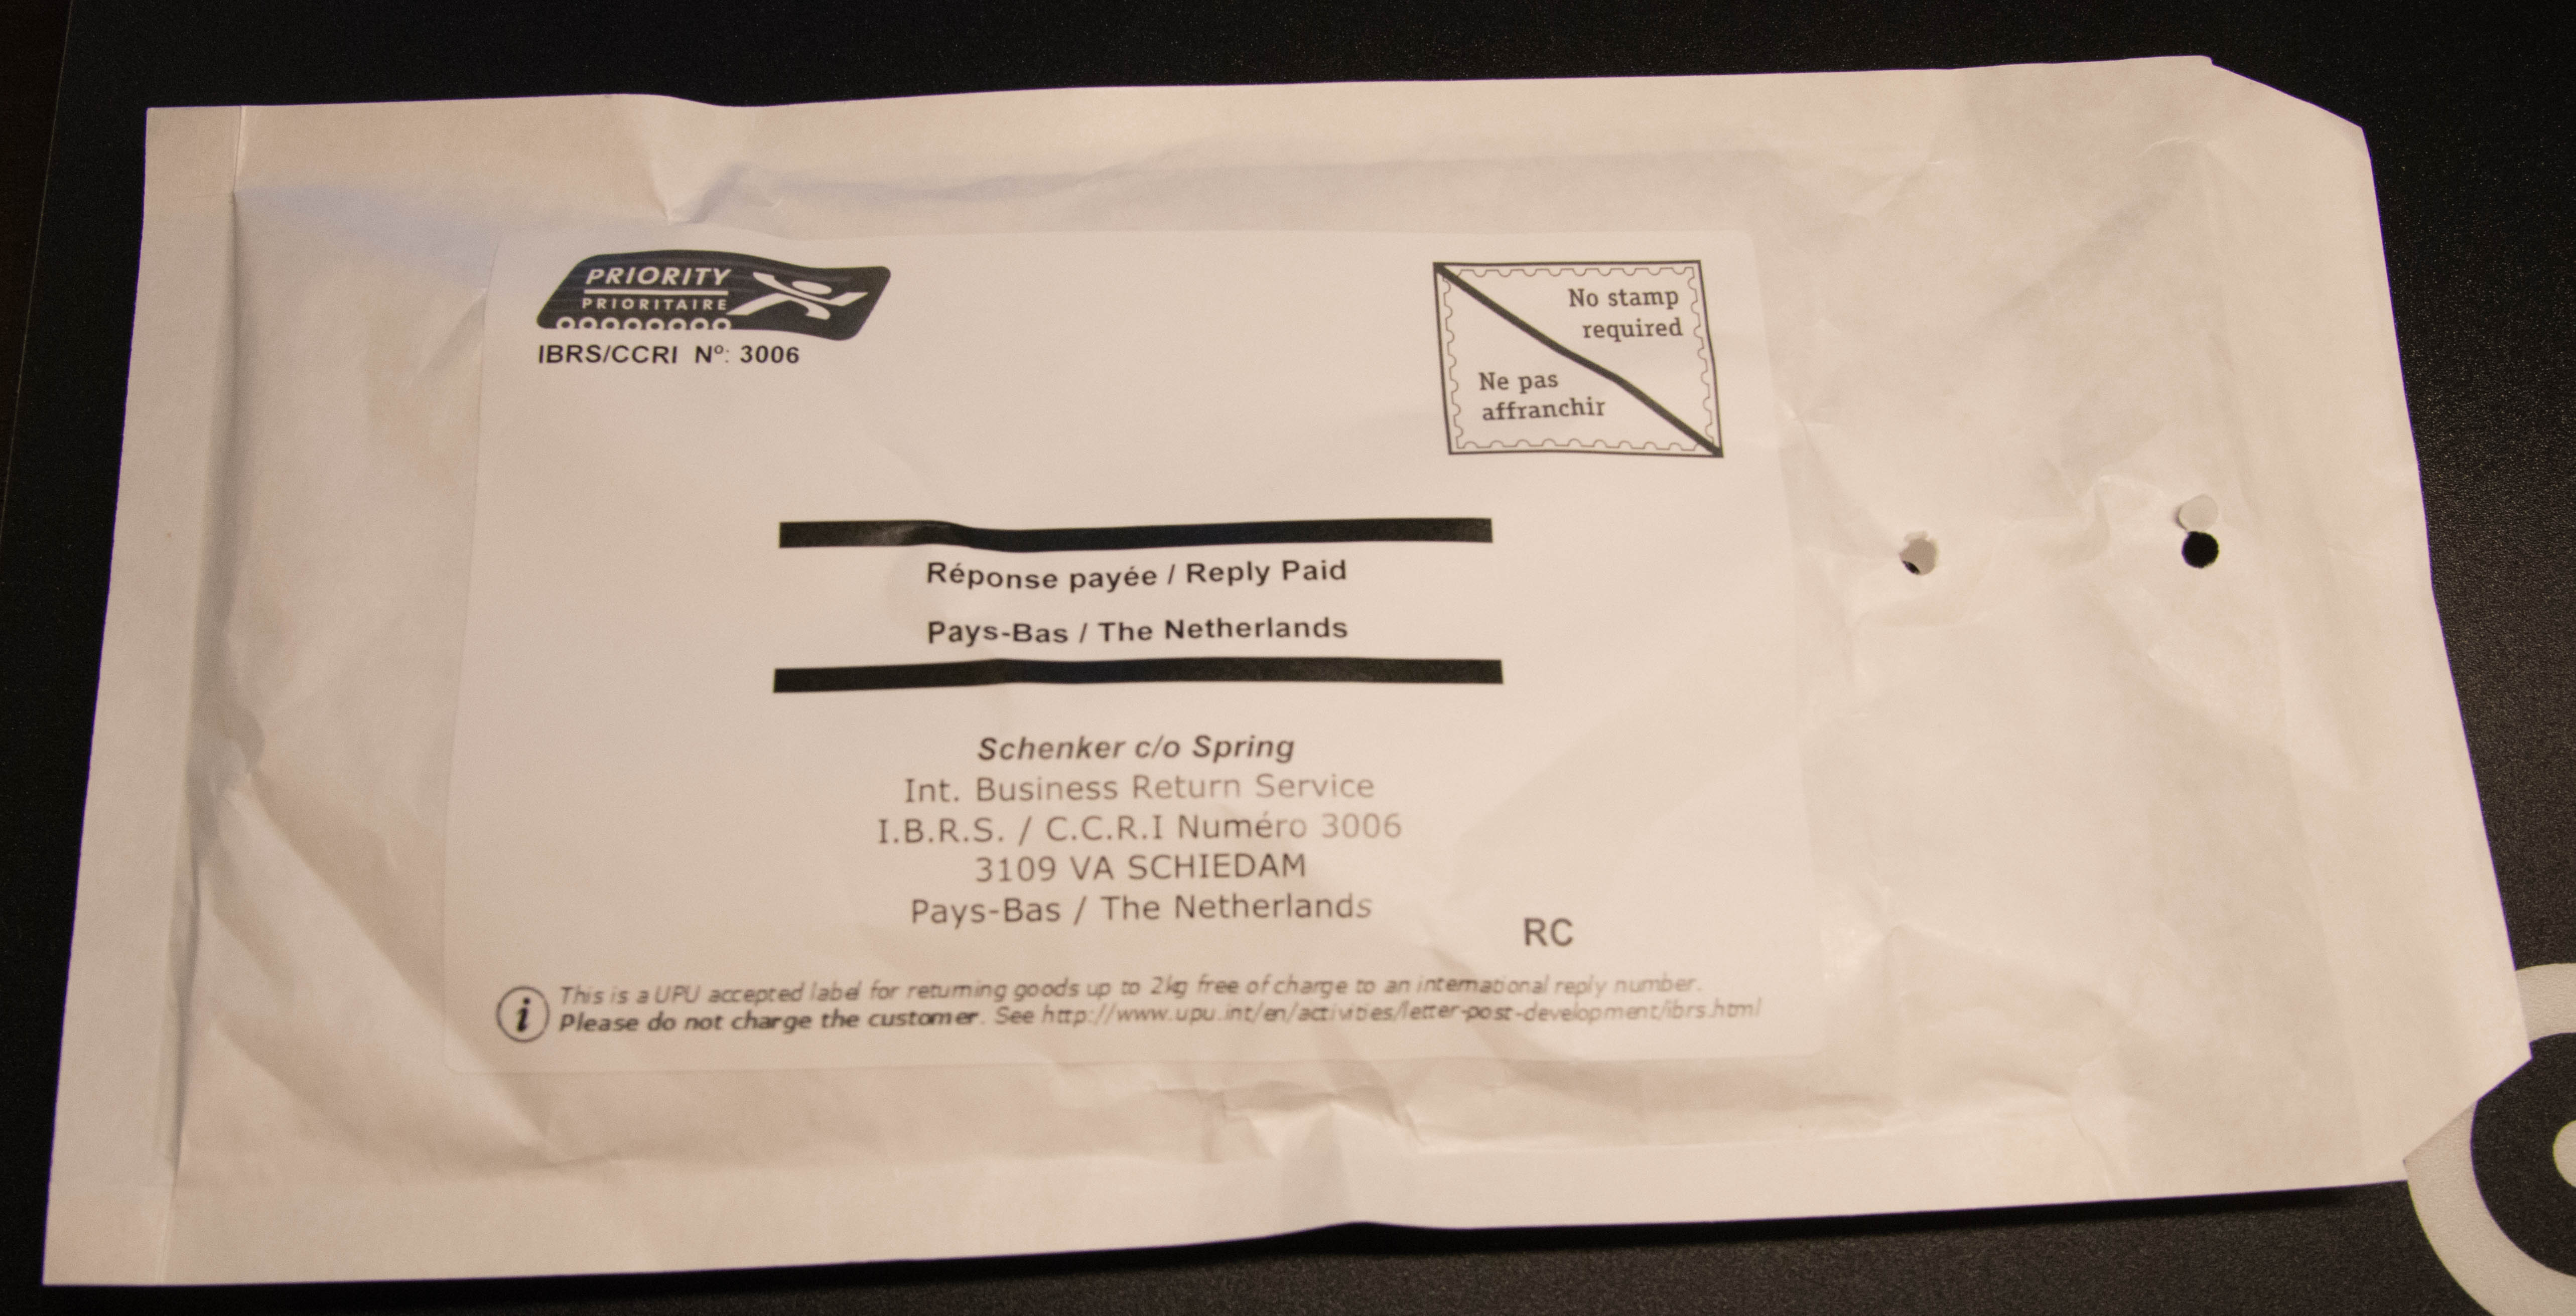 PRIORITY
PRIORITAIRE
IBRS/CCRI Nº: 3006
No stamp
required
Ne pas
affranchir
Réponse payée / Reply Paid
Pays-Bas / The Netherlands
Schenker c/o Spring
Int. Business Return Service
I.B.R.S. / C.C.R.I Numéro 3006
3109 VA SCHIEDAM
Pays-Bas / The Netherlands
RC
i
This is a UPU accepted label for returning goods up to 2kg free of charge to an international reply number.
Please do not charge the customer. See http://www.upu.int/en/activities/letter-post-development/ibrs.html